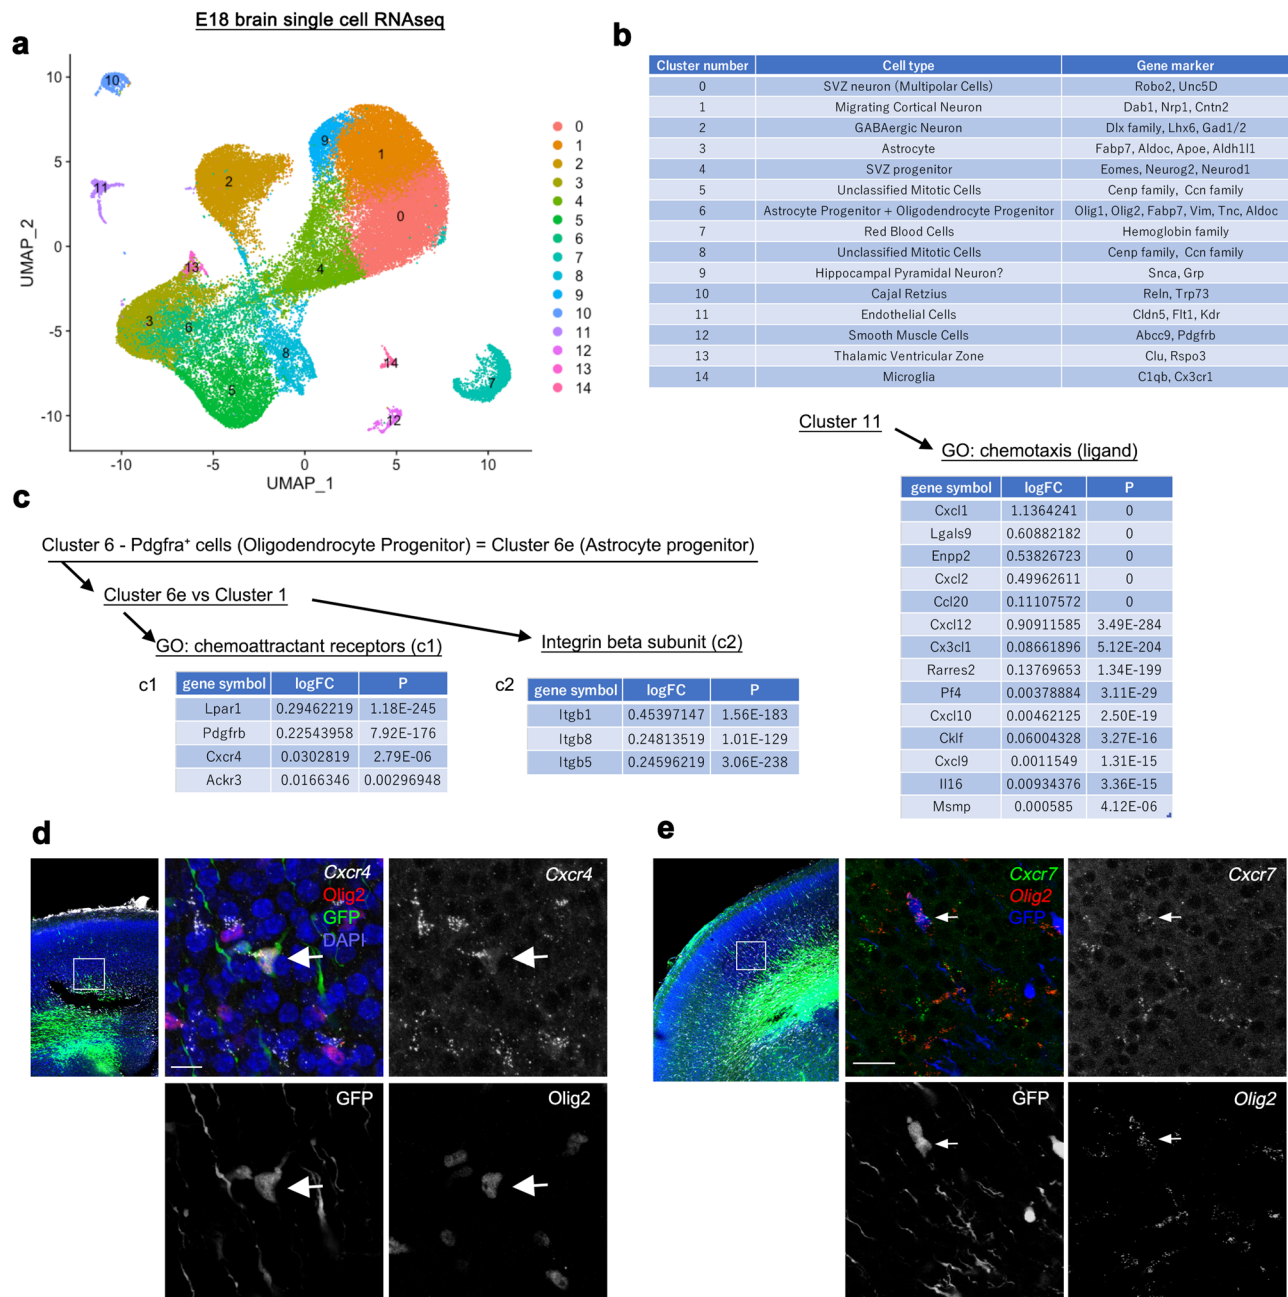 E18 brain single cell RNAseq
a
10
5
0
-5
-10
UMAP_2
-10
-5
0
5
10
UMAP_1
10
9
1
11
2
0
13
4
3
6
8
5
14
7
12
0
1
2
3
4
5
6
7
8
9
10
11
12
13
14
b
Cluster number Cell type Gene marker
0 SVZ neuron (Multipolar Cells) Robo2, Unc5D
1 Migrating Cortical Neuron Dab1, Nrp1, Cntn2
2 GABAergic Neuron Dlx family, Lhx6, Gad1/2
3 Astrocyte Fabp7, Aldoc, Apoe, Aldh1l1
4 SVZ progenitor Eomes, Neurog2, Neurod1
5 Unclassified Mitotic Cells Cenp family, Ccn family
6 Astrocyte Progenitor + Oligodendrocyte Progenitor Olig1, Olig2, Fabp7, Vim, Tnc, Aldoc
7 Red Blood Cells Hemoglobin family
8 Unclassified Mitotic Cells Cenp family, Ccn family
9 Hippocampal Pyramidal Neuron? Snca, Grp
10 Cajal Retzius Reln, Trp73
11 Endothelial Cells Cldn5, Flt1, Kdr
12 Smooth Muscle Cells Abcc9, Pdgfrb
13 Thalamic Ventricular Zone Clu, Rspo3
14 Microglia C1qb, Cx3cr1
Cluster 11
GO: chemotaxis (ligand)
gene symbol logFC P
Cxcl1 1.1364241 0
Lgals9 0.60882182 0
Enpp2 0.53826723 0
Cxcl2 0.49962611 0
Ccl20 0.11107572 0
Cxcl12 0.90911585 3.49E-284
Cx3cl1 0.08661896 5.12E-204
Rarres2 0.13769653 1.34E-199
Pf4 0.00378884 3.11E-29
Cxcl10 0.00462125 2.50E-19
Cklf 0.06004328 3.27E-16
Cxcl9 0.0011549 1.31E-15
Il16 0.00934376 3.36E-15
Msmp 0.000585 4.12E-06
c
Cluster 6 - Pdgfra⁺ cells (Oligodendrocyte Progenitor) = Cluster 6e (Astrocyte progenitor)
Cluster 6e vs Cluster 1
GO: chemoattractant receptors (c1)
Integrin beta subunit (c2)
c1
gene symbol logFC P
Lpar1 0.29462219 1.18E-245
Pdgfrb 0.22543958 7.92E-176
Cxcr4 0.0302819 2.79E-06
Ackr3 0.0166346 0.00296948
c2
gene symbol logFC P
Itgb1 0.45397147 1.56E-183
Itgb8 0.24813519 1.01E-129
Itgb5 0.24596219 3.06E-238
d
Cxcr4
Olig2
GFP
DAPI
Cxcr4
GFP
Olig2
e
Cxcr7
Olig2
GFP
Cxcr7
GFP
Olig2